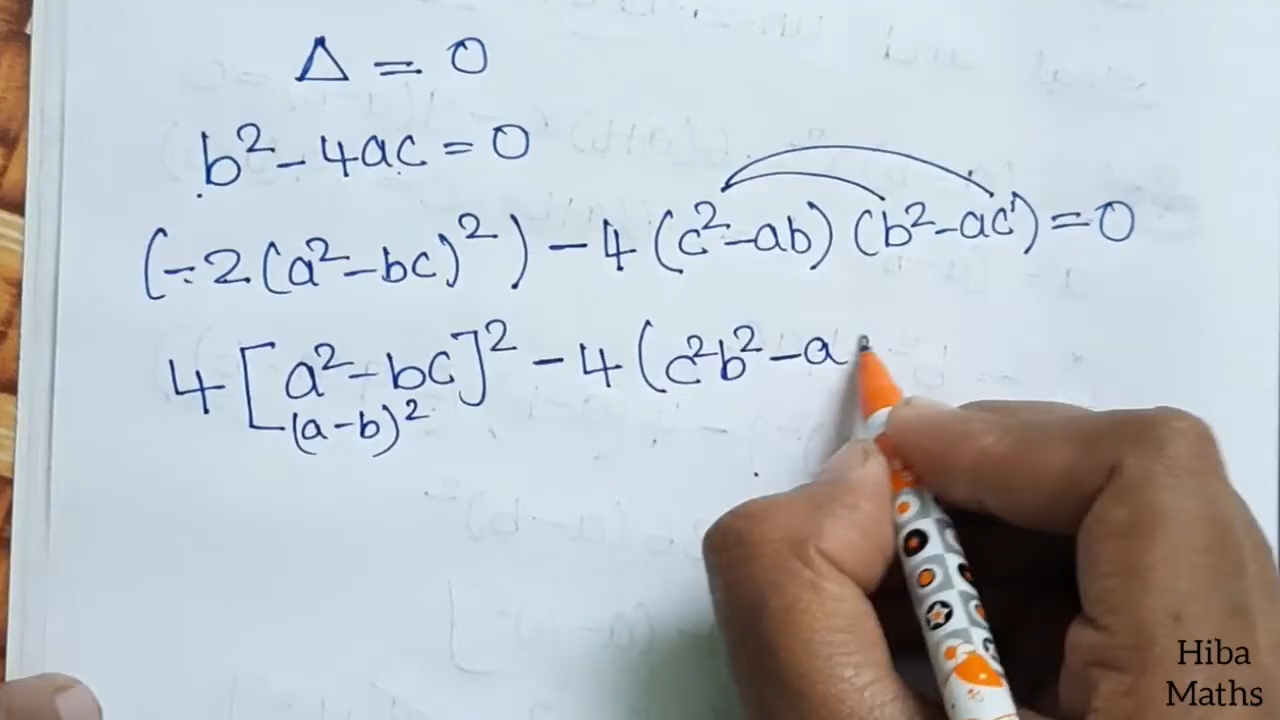 Δ = 0
b² - 4ac = 0
(-2(a² - bc)²) - 4(c² - ab)(b² - ac) = 0
4[a² - bc]² - 4(c²b² - a
(a-b)²
Hiba
Maths